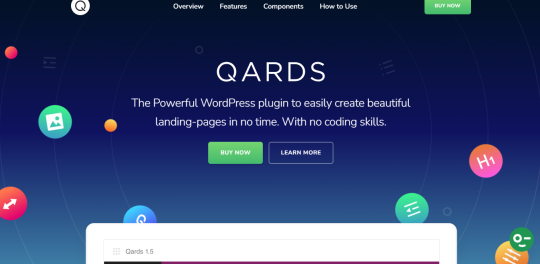 Q Overview Features Components How to Use BUY NOW
QARDS
The Powerful WordPress plugin to easily create beautiful
landing-pages in no time. With no coding skills.
BUY NOW LEARN MORE
H1
Q
Qards 1.5